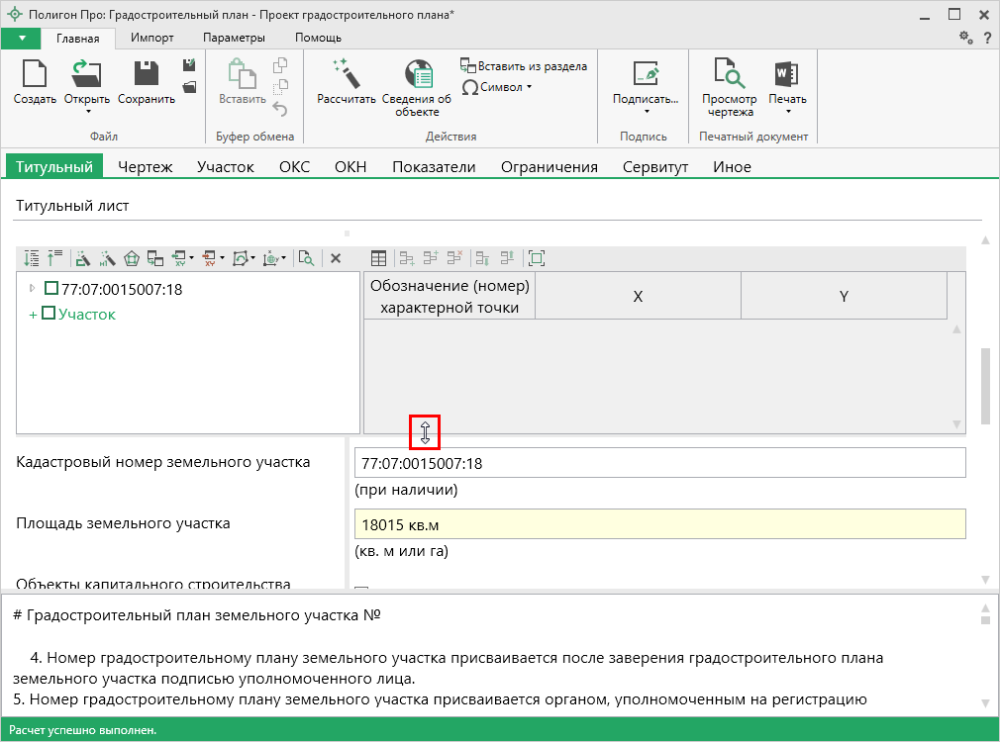 Полигон Про: Градостроительный план - Проект градостроительного плана*
Главная Импорт Параметры Помощь ?
Создать Открыть Сохранить Вставить Рассчитать Сведения об объекте Вставить из раздела Символ Подписать... Просмотр чертежа Печать
Файл Буфер обмена Действия Подпись Печатный документ
Титульный Чертеж Участок ОКС ОКН Показатели Ограничения Сервитут Иное
Титульный лист
77:07:0015007:18
+ Участок
Обозначение (номер)
характерной точки
X
Y
Кадастровый номер земельного участка
77:07:0015007:18
(при наличии)
Площадь земельного участка
18015 кв.м
(кв. м или га)
Объекты капитального строительства
# Градостроительный план земельного участка №
4. Номер градостроительному плану земельного участка присваивается после заверения градостроительного плана
земельного участка подписью уполномоченного лица.
5. Номер градостроительному плану земельного участка присваивается органом, уполномоченным на регистрацию
Расчет успешно выполнен.